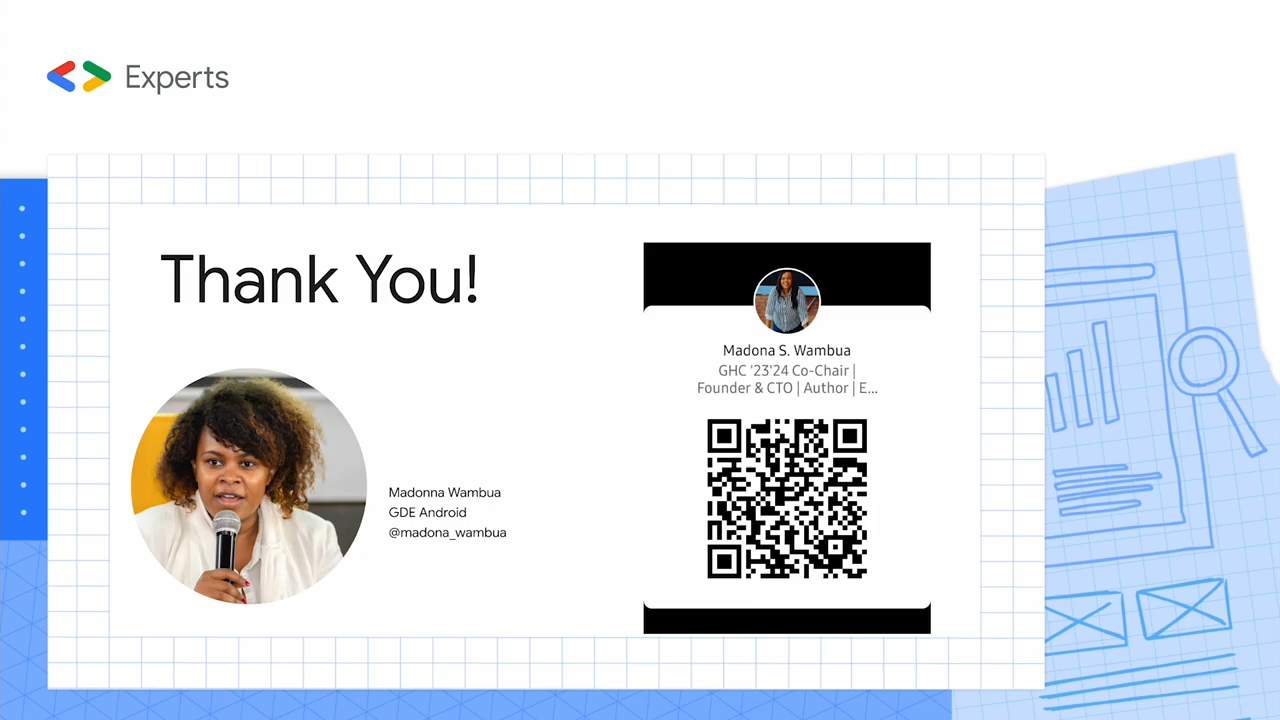 Experts
Thank You!
Madonna Wambua
GDE Android
@madona_wambua
Madona S. Wambua
GHC '23'24 Co-Chair |
Founder & CTO | Author | E...